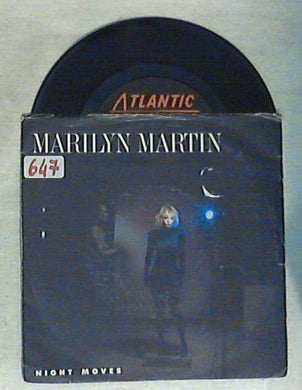 ATLANTIC
MARILYN MARTIN
647
NIGHT MOVES